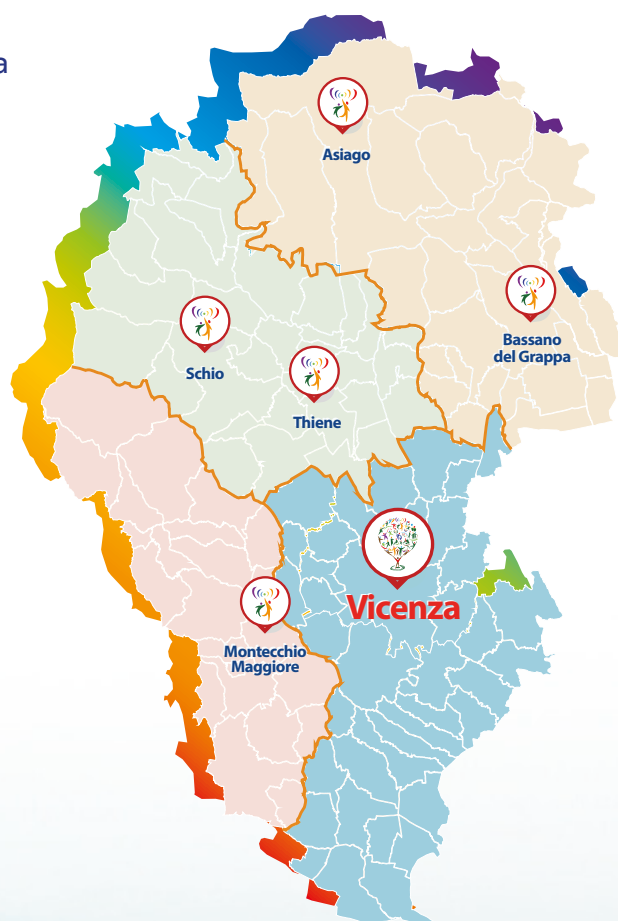 a
Asiago
Bassano
del Grappa
Schio
Thiene
Vicenza
Montecchio
Maggiore